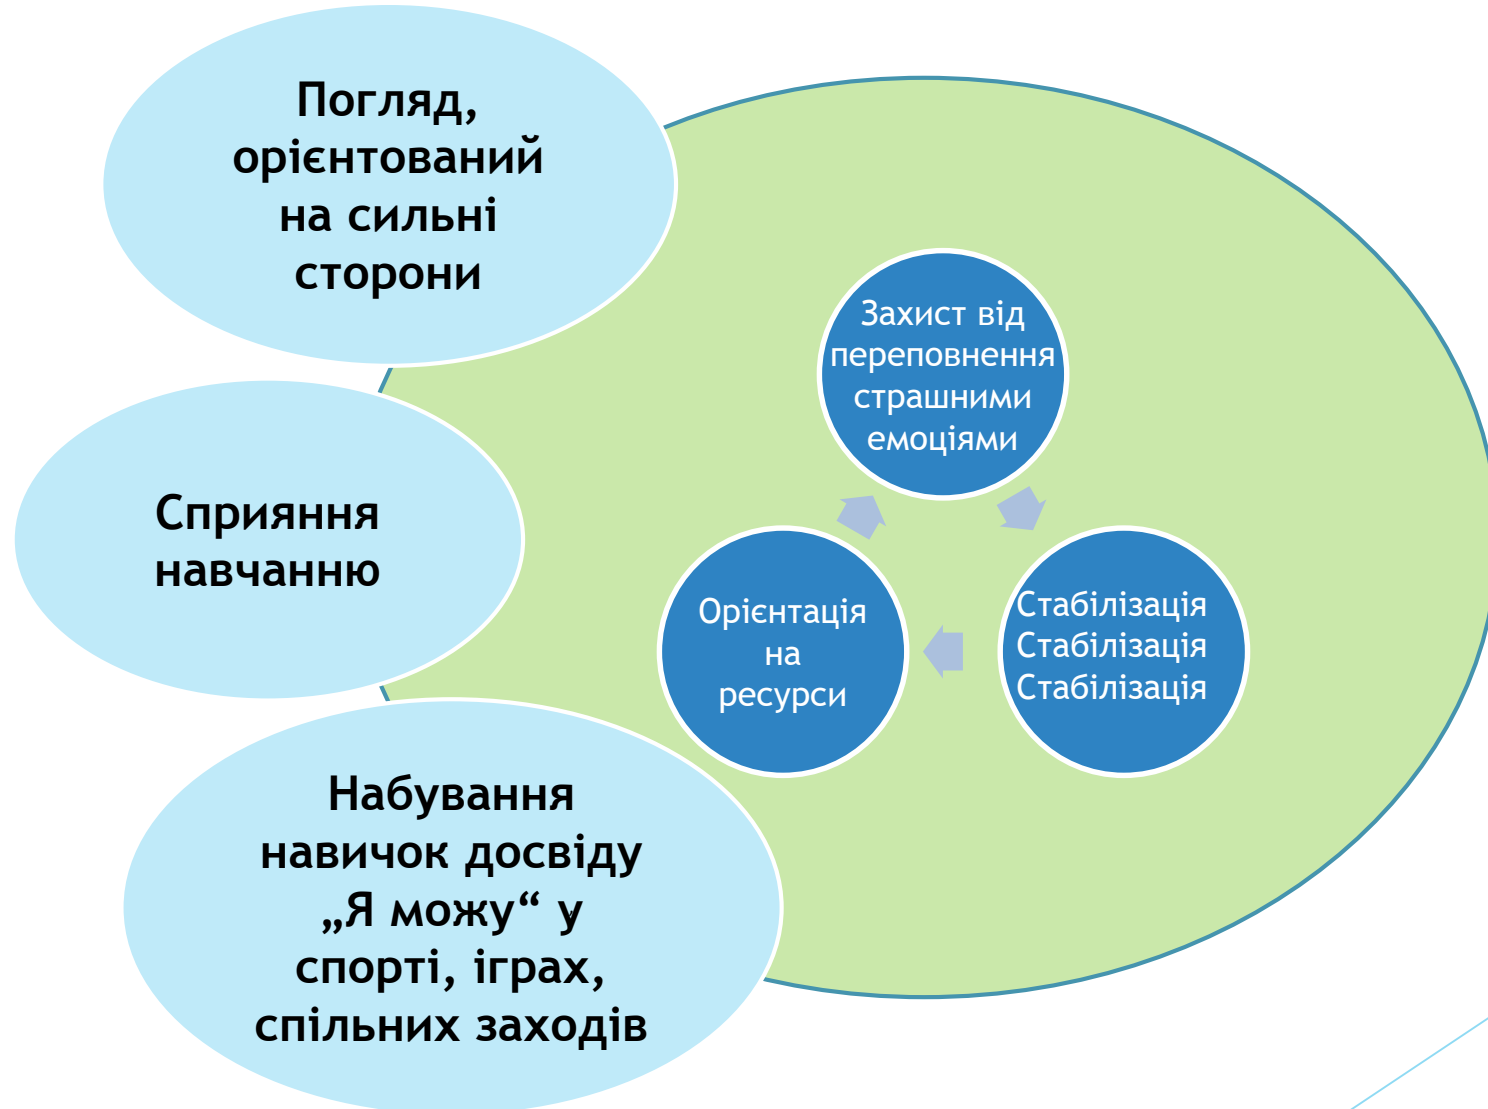 Погляд,
орієнтований
на сильні
сторони
Сприяння
навчанню
Набування
навичок досвіду
„Я можу“ у
спорті, іграх,
спільних заходів
Захист від
переповнення
страшними
емоціями
Стабілізація
Стабілізація
Стабілізація
Орієнтація
на
ресурси